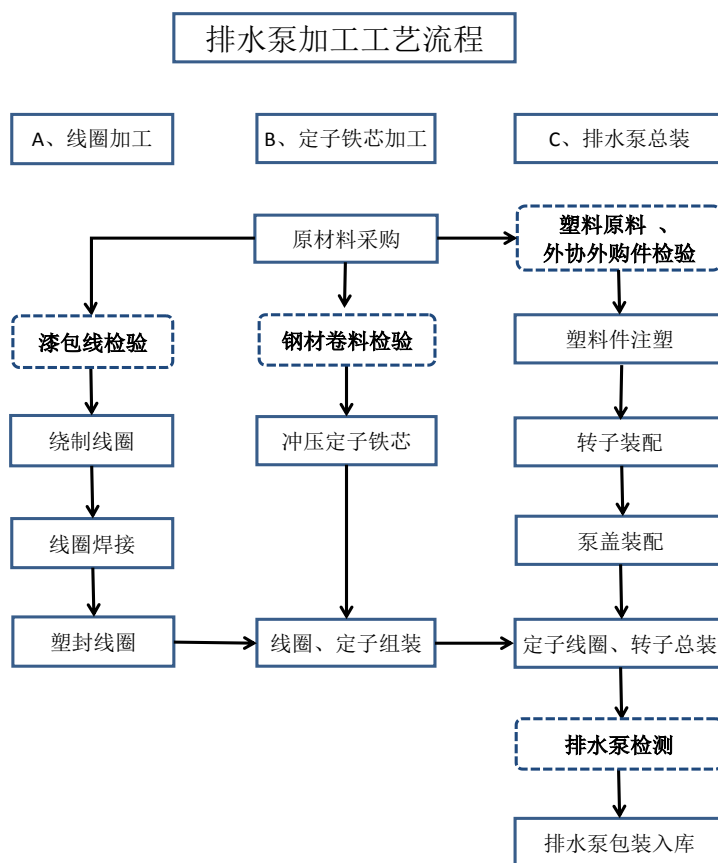 排水泵加工工艺流程
A、线圈加工
B、定子铁芯加工
C、排水泵总装
原材料采购
塑料原料 、
外协外购件检验
漆包线检验
钢材卷料检验
塑料件注塑
绕制线圈
冲压定子铁芯
转子装配
线圈焊接
泵盖装配
塑封线圈
线圈、定子组装
定子线圈、转子总装
排水泵检测
排水泵包装入库